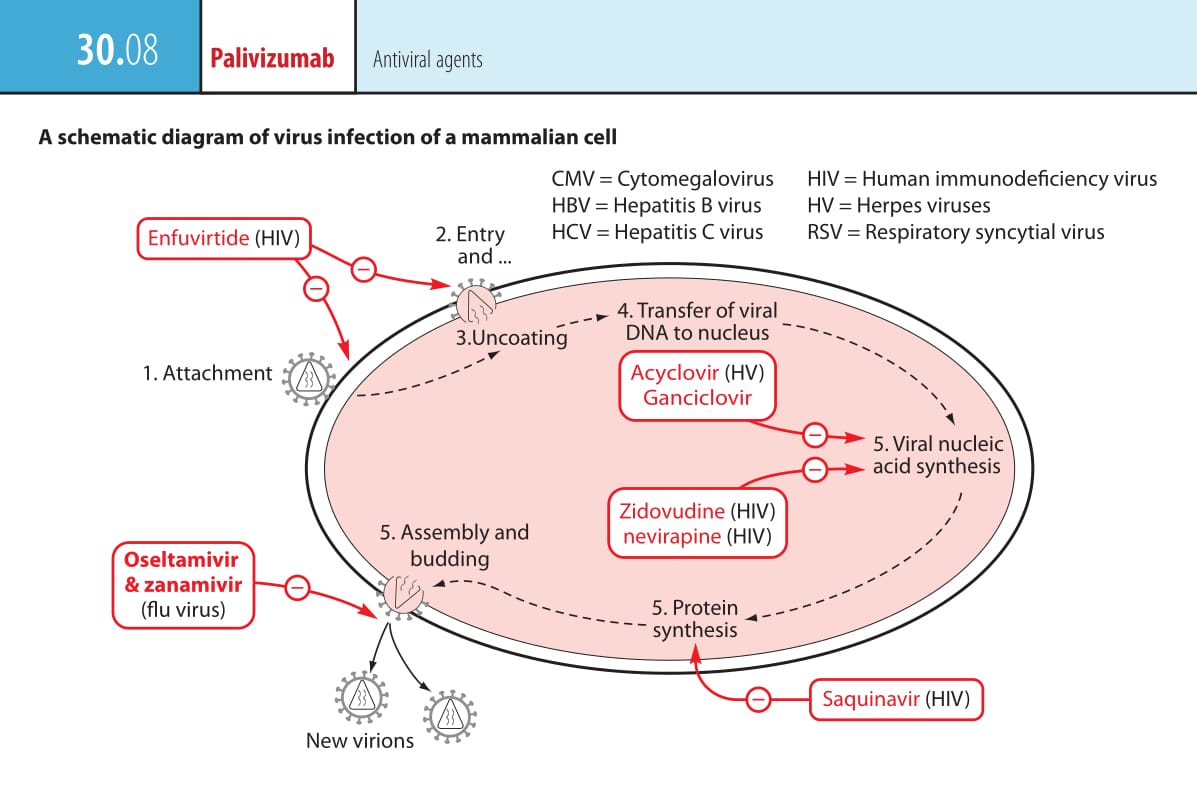 30.08
Palivizumab
Antiviral agents
A schematic diagram of virus infection of a mammalian cell
CMV = Cytomegalovirus
HBV = Hepatitis B virus
HCV = Hepatitis C virus
HIV = Human immunodeficiency virus
HV = Herpes viruses
RSV = Respiratory syncytial virus
Enfuvirtide (HIV)
2. Entry
and ...
1. Attachment
3.Uncoating
4. Transfer of viral
DNA to nucleus
Acyclovir (HV)
Ganciclovir
5. Viral nucleic
acid synthesis
Zidovudine (HIV)
nevirapine (HIV)
5. Assembly and
budding
Oseltamivir
& zanamivir
(flu virus)
5. Protein
synthesis
Saquinavir (HIV)
New virions